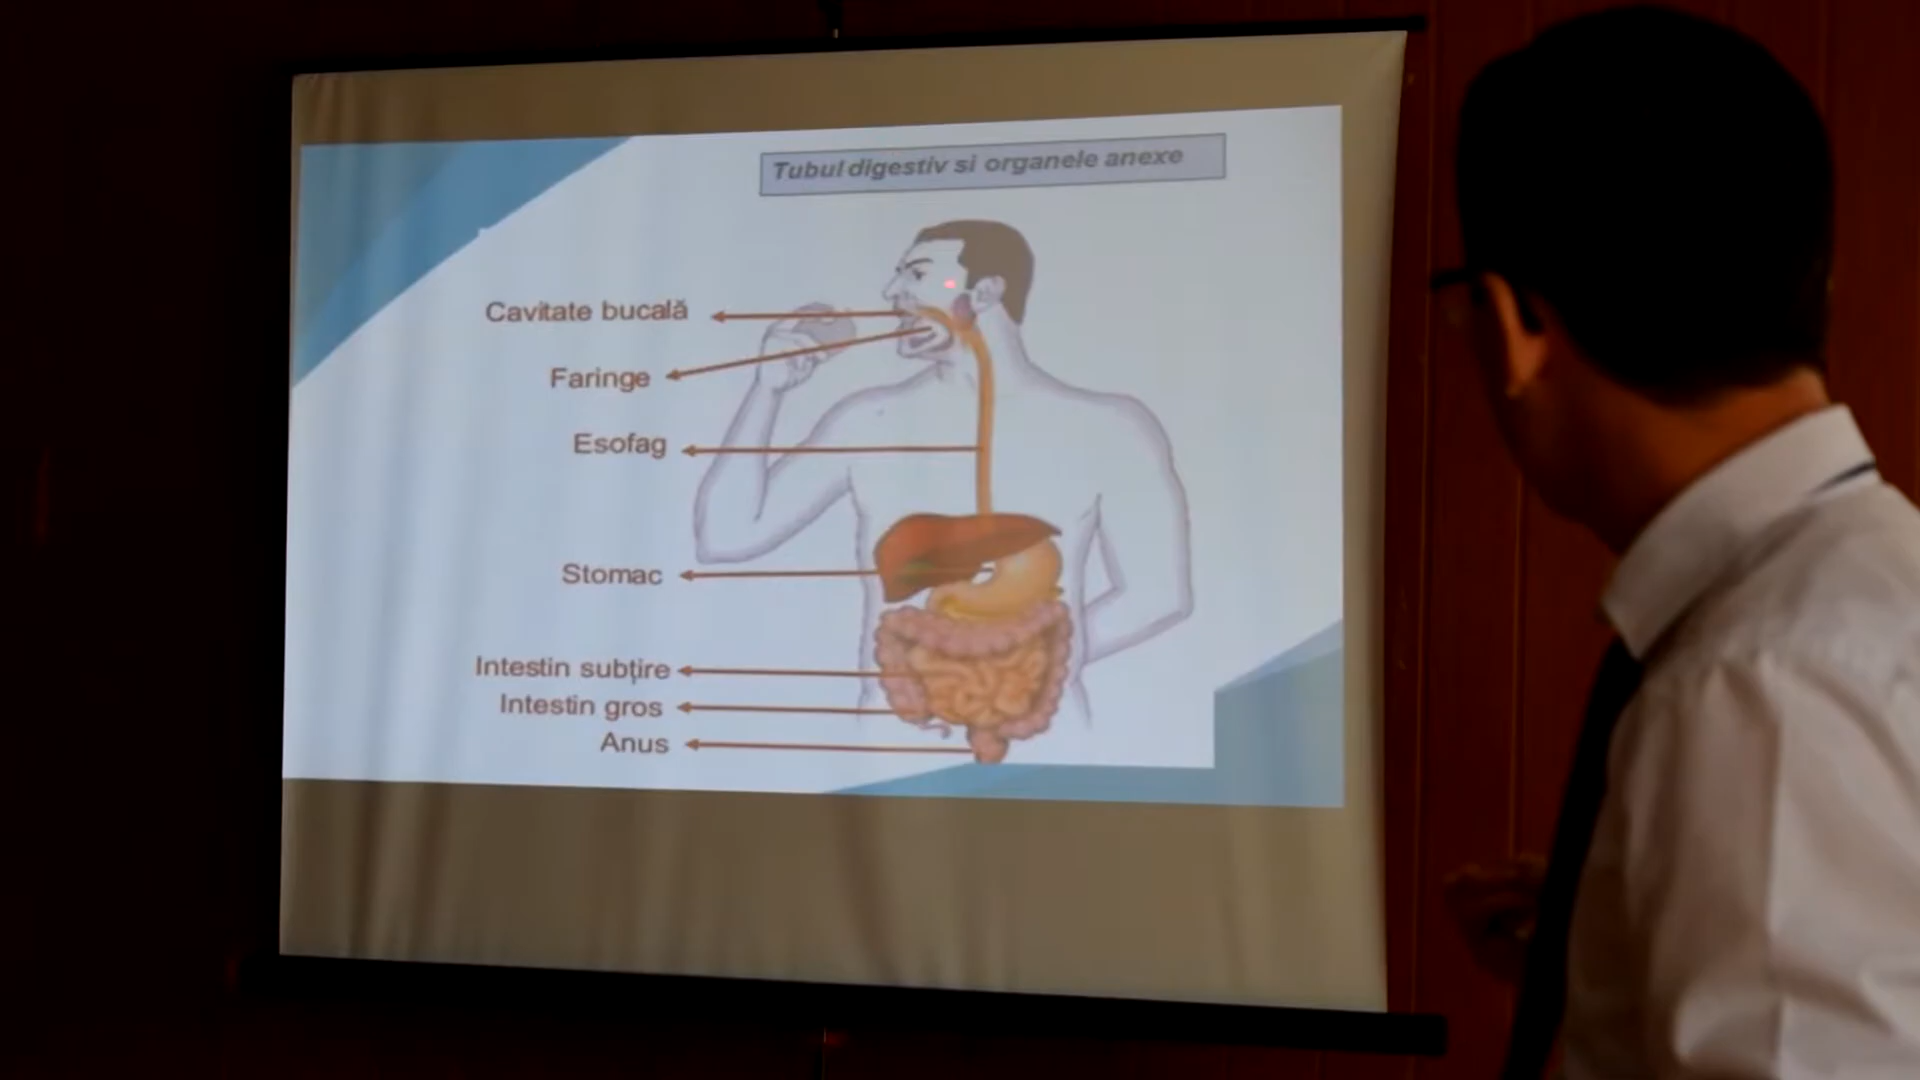 Tubul digestiv si organele anexe
Cavitate bucală
Faringe
Esofag
Stomac
Intestin subțire
Intestin gros
Anus